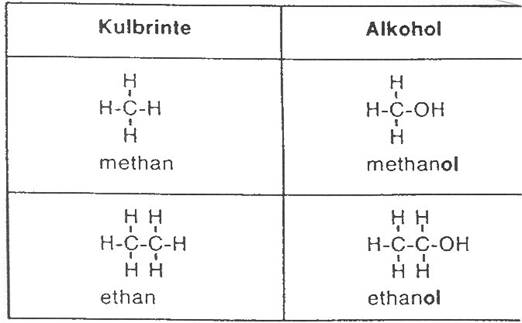 Kulbrinte
Alkohol
H
H-C-H
H
methan
H
H-C-OH
H
methanol
H H
H-C-C-H
H H
ethan
H H
H-C-C-OH
H H
ethanol